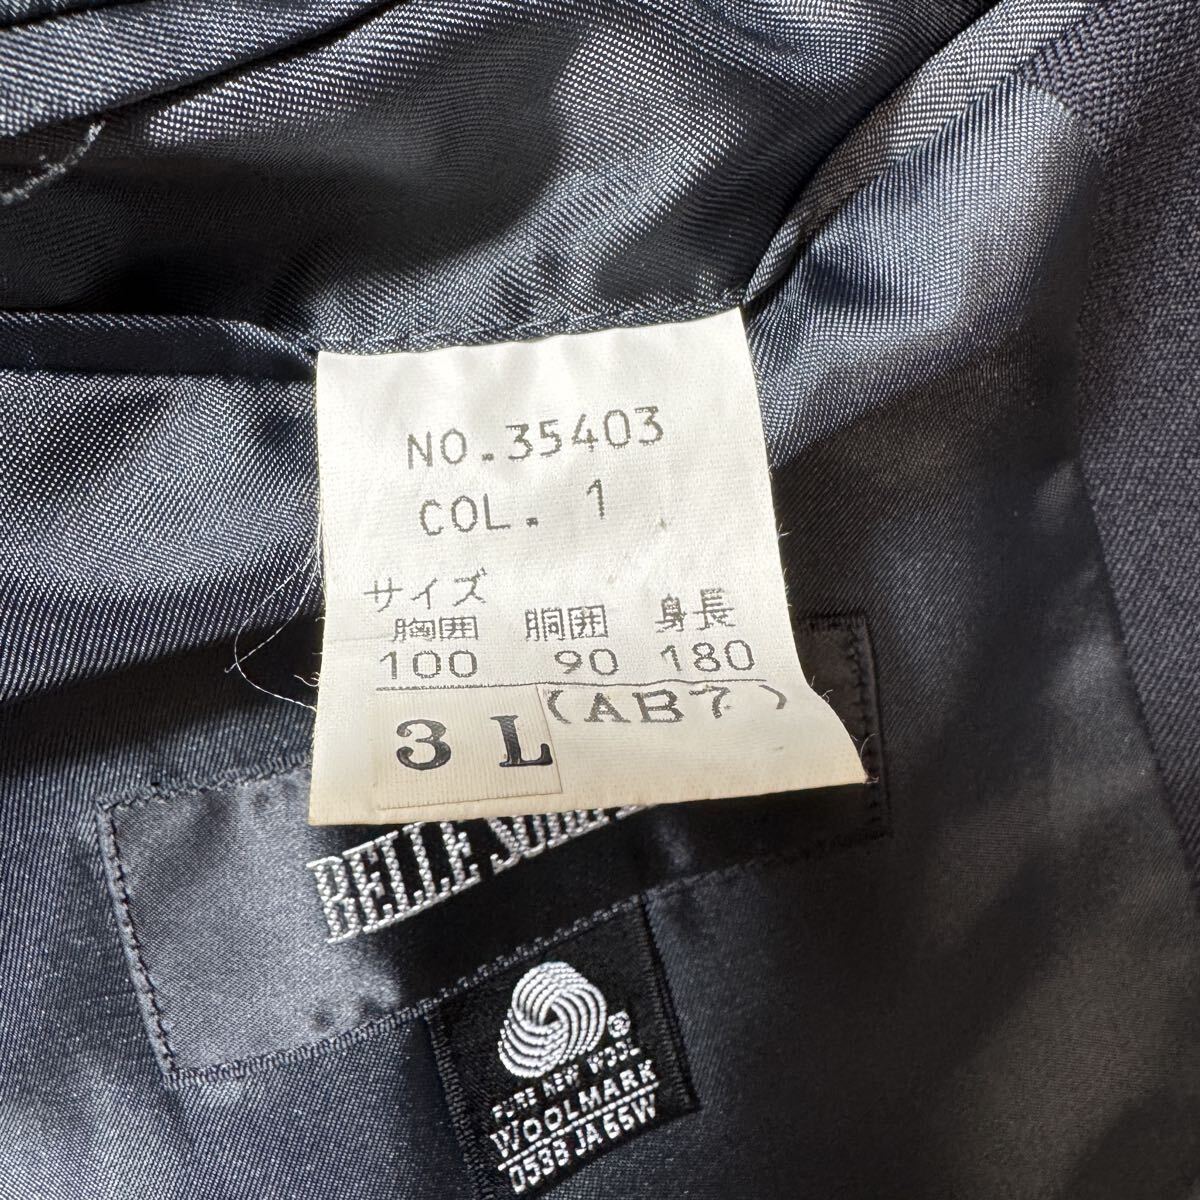 NO.35403
COL. 1
サイズ
胸囲 胴囲 身長
100 90 180
3 L (AB7)
BELLE
®
PURE NEW WOOL
WOOLMARK
0538 JA 65W